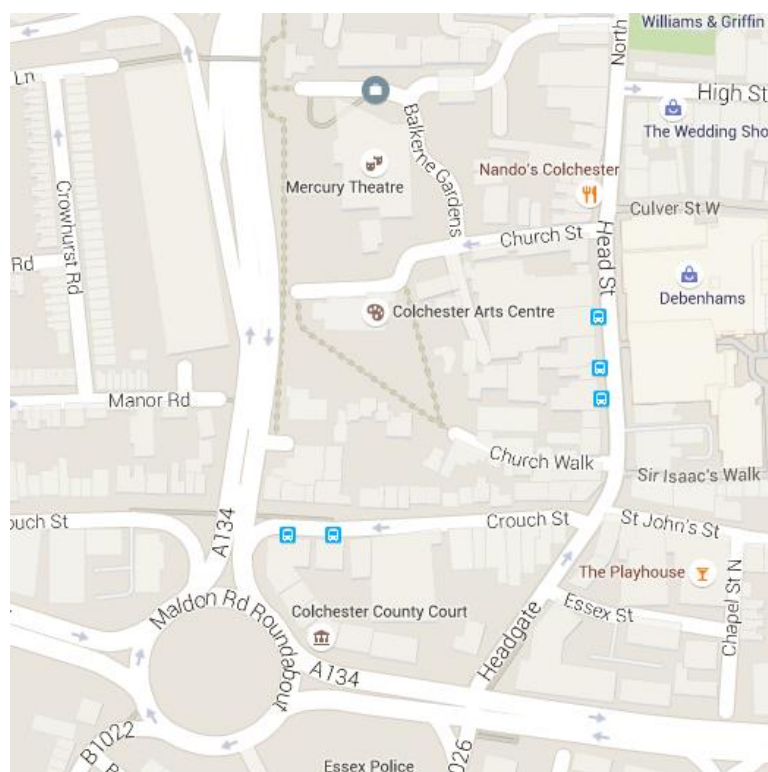 Williams & Griffin
North
Ln
High St
The Wedding Sho
Balkerne Gardens
Mercury Theatre
Nando's Colchester
Crowhurst Rd
Culver St W
Church St
Head St
Rd
Debenhams
Colchester Arts Centre
Manor Rd
Church Walk
Sir Isaac's Walk
ouch St
A134
Crouch St
St John's St
The Playhouse
Maldon Rd Roundabout
Colchester County Court
Essex St
Chapel St N
Headgate
A134
B1022
B
026
Essex Police